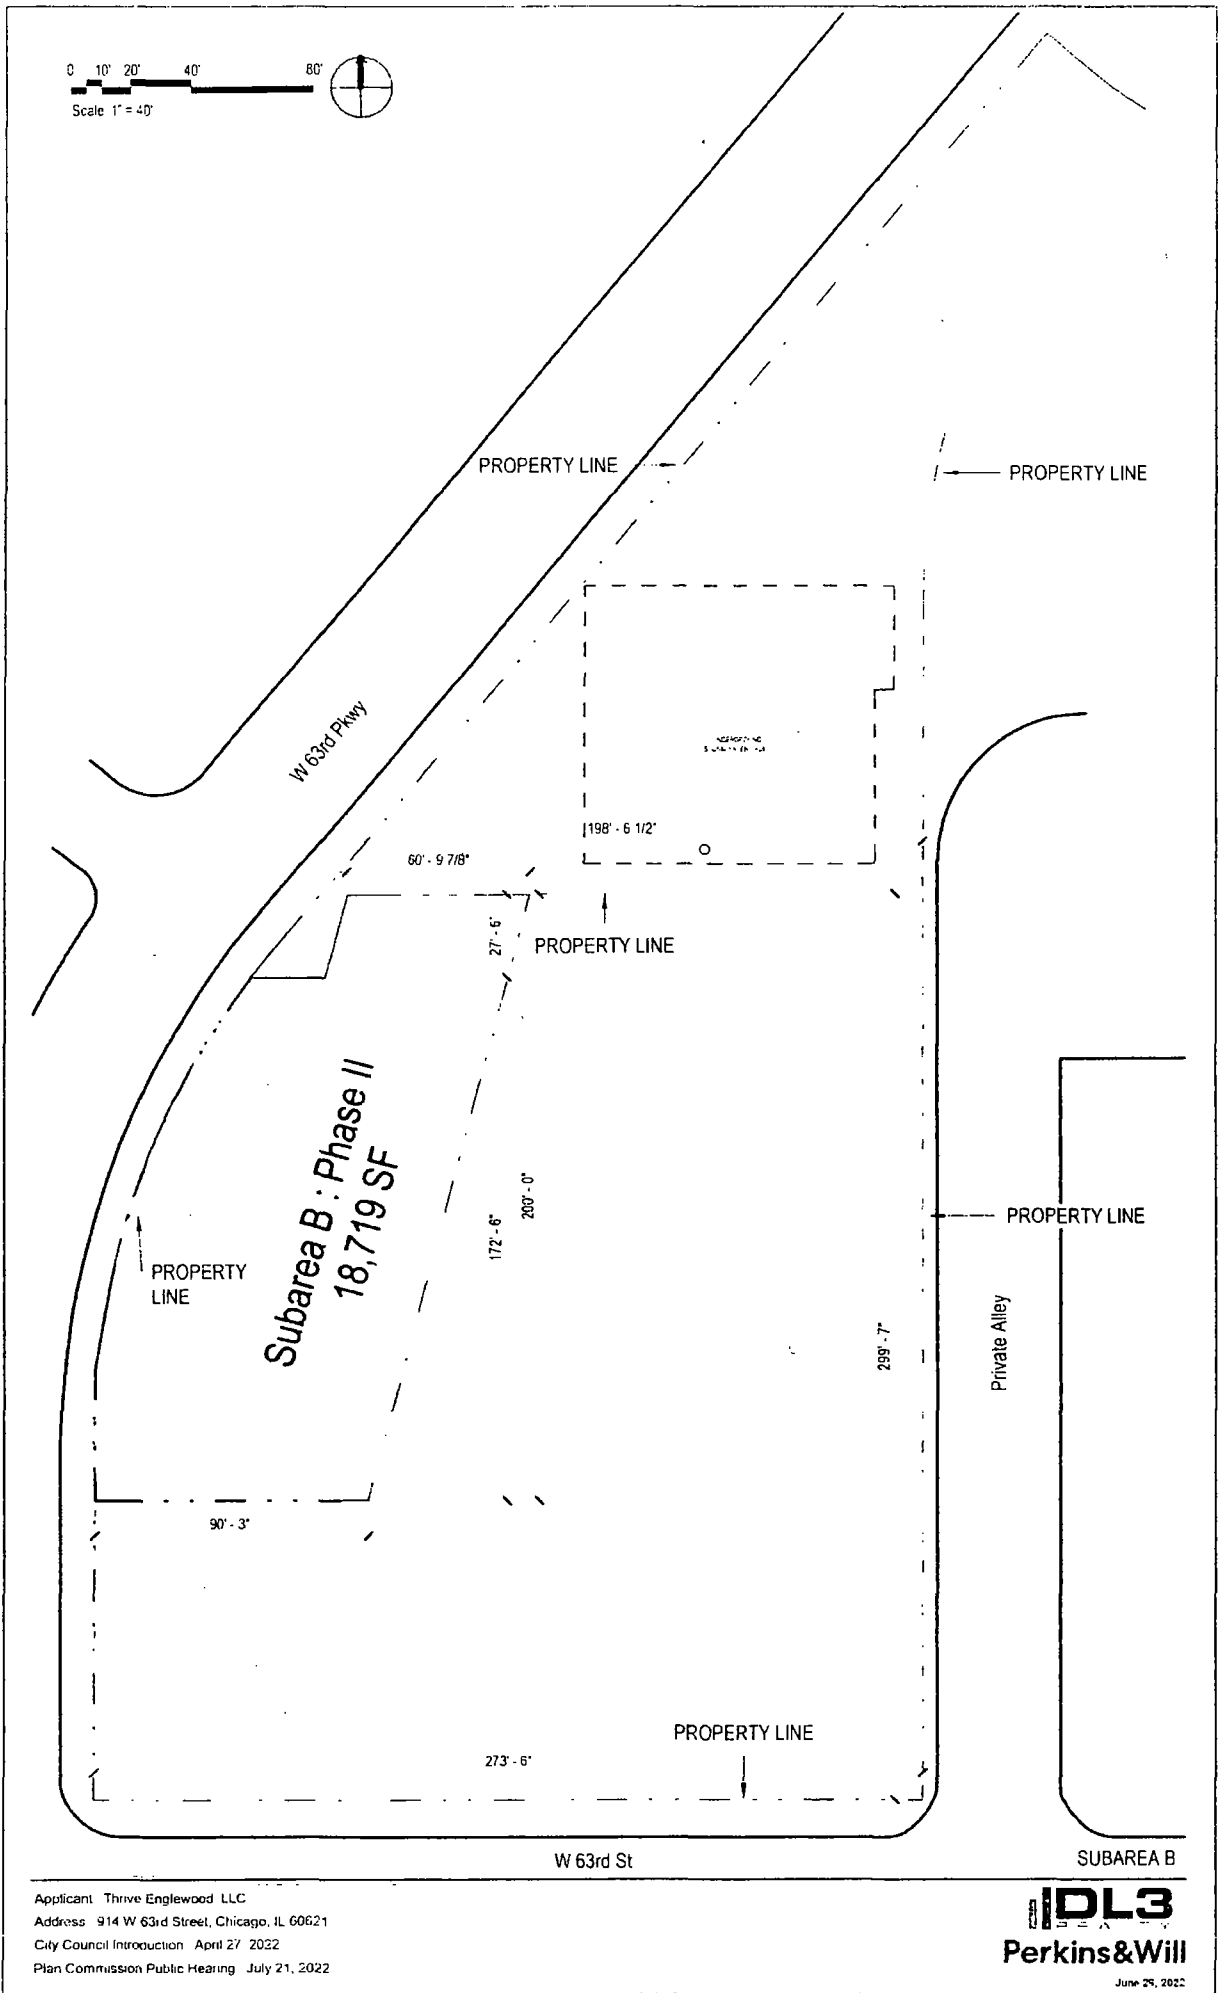 0 10' 20' 40' 80'
Scale 1" = 40'
PROPERTY LINE
PROPERTY LINE
W 63rd Pkwy
198' - 6 1/2"
60' - 9 7/8"
27' - 6"
PROPERTY LINE
Subarea B : Phase II
18,719 SF
172' - 6"
200' - 0"
PROPERTY LINE
PROPERTY
LINE
299' - 7"
Private Alley
90' - 3"
PROPERTY LINE
273' - 6"
W 63rd St
SUBAREA B
Applicant Thrive Englewood LLC
Address 914 W 63rd Street, Chicago, IL 60621
City Council Introduction April 27 2022
Plan Commission Public Hearing July 21, 2022
DL3
REALTY
Perkins&Will
June 29, 2022